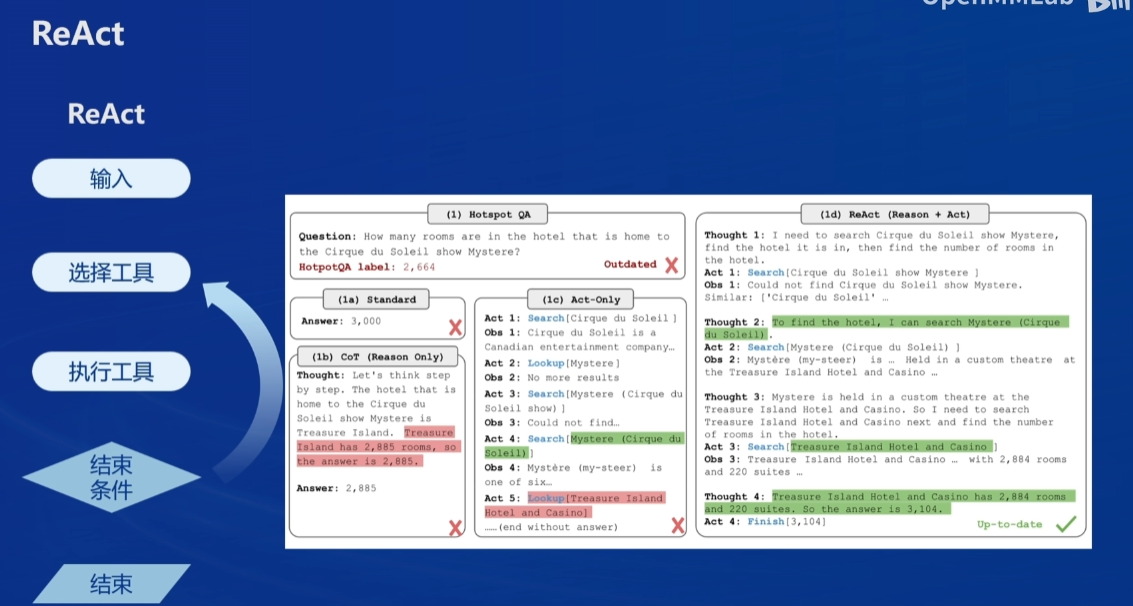 OpenMMLab Bili
ReAct
ReAct
输入
选择工具
执行工具
结束
条件
结束
(1) Hotspot QA
Question: How many rooms are in the hotel that is home to
the Cirque du Soleil show Mystere?
HotpotQA label: 2,664
Outdated
(1a) Standard
Answer: 3,000
(1b) CoT (Reason Only)
Thought: Let's think step
by step. The hotel that is
home to the Cirque du
Soleil show Mystere is
Treasure Island. Treasure
Island has 2,885 rooms, so
the answer is 2,885.
Answer: 2,885
(1c) Act-Only
Act 1: Search[Cirque du Soleil ]
Obs 1: Cirque du Soleil is a
Canadian entertainment company…
Act 2: Lookup[Mystere]
Obs 2: No more results
Act 3: Search[Mystere (Cirque du
Soleil show) ]
Obs 3: Could not find…
Act 4: Search[Mystere (Cirque du
Soleil)]
Obs 4: Mystère (my-steer) is
one of six…
Act 5: Lookup[Treasure Island
Hotel and Casino]
……(end without answer)
(1d) ReAct (Reason + Act)
Thought 1: I need to search Cirque du Soleil show Mystere,
find the hotel it is in, then find the number of rooms in
the hotel.
Act 1: Search[Cirque du Soleil show Mystere ]
Obs 1: Could not find Cirque du Soleil show Mystere.
Similar: ['Cirque du Soleil' …
Thought 2: To find the hotel, I can search Mystere (Cirque
du Soleil).
Act 2: Search[Mystere (Cirque du Soleil) ]
Obs 2: Mystère (my-steer) is … Held in a custom theatre at
the Treasure Island Hotel and Casino …
Thought 3: Mystere is held in a custom theatre at the
Treasure Island Hotel and Casino. So I need to search
Treasure Island Hotel and Casino next and find the number
of rooms in the hotel.
Act 3: Search[Treasure Island Hotel and Casino ]
Obs 3: Treasure Island Hotel and Casino … with 2,884 rooms
and 220 suites …
Thought 4: Treasure Island Hotel and Casino has 2,884 rooms
and 220 suites. So the answer is 3,104.
Act 4: Finish[3,104]
Up-to-date